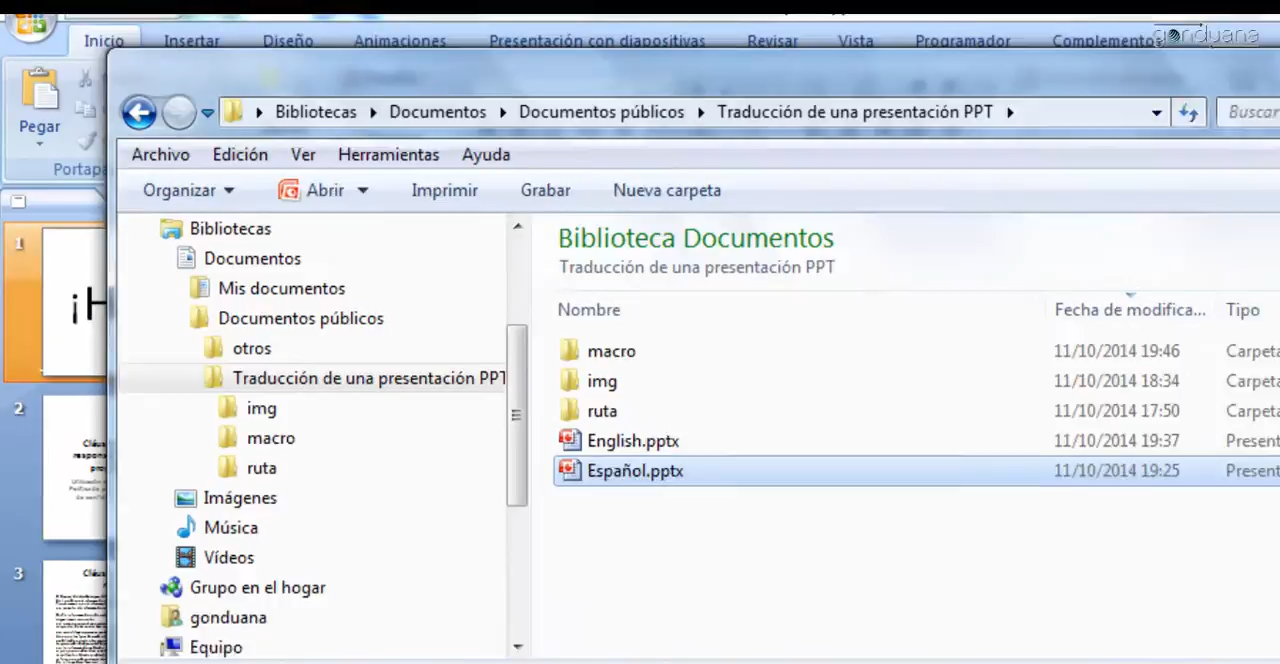 Inicio Insertar Diseño Animaciones Presentación con diapositivas Revisar Vista Programador Complementos
gonduana
Pegar
Portapa
Bibliotecas Documentos Documentos públicos Traducción de una presentación PPT
Buscar
Archivo Edición Ver Herramientas Ayuda
Organizar Abrir Imprimir Grabar Nueva carpeta
1
¡H
2
3
Bibliotecas
Documentos
Mis documentos
Documentos públicos
otros
Traducción de una presentación PPT
img
macro
ruta
Imágenes
Música
Vídeos
Grupo en el hogar
gonduana
Equipo
Biblioteca Documentos
Traducción de una presentación PPT
Nombre Fecha de modifica... Tipo
macro 11/10/2014 19:46 Carpeta
img 11/10/2014 18:34 Carpeta
ruta 11/10/2014 17:50 Carpeta
English.pptx 11/10/2014 19:37 Present
Español.pptx 11/10/2014 19:25 Present